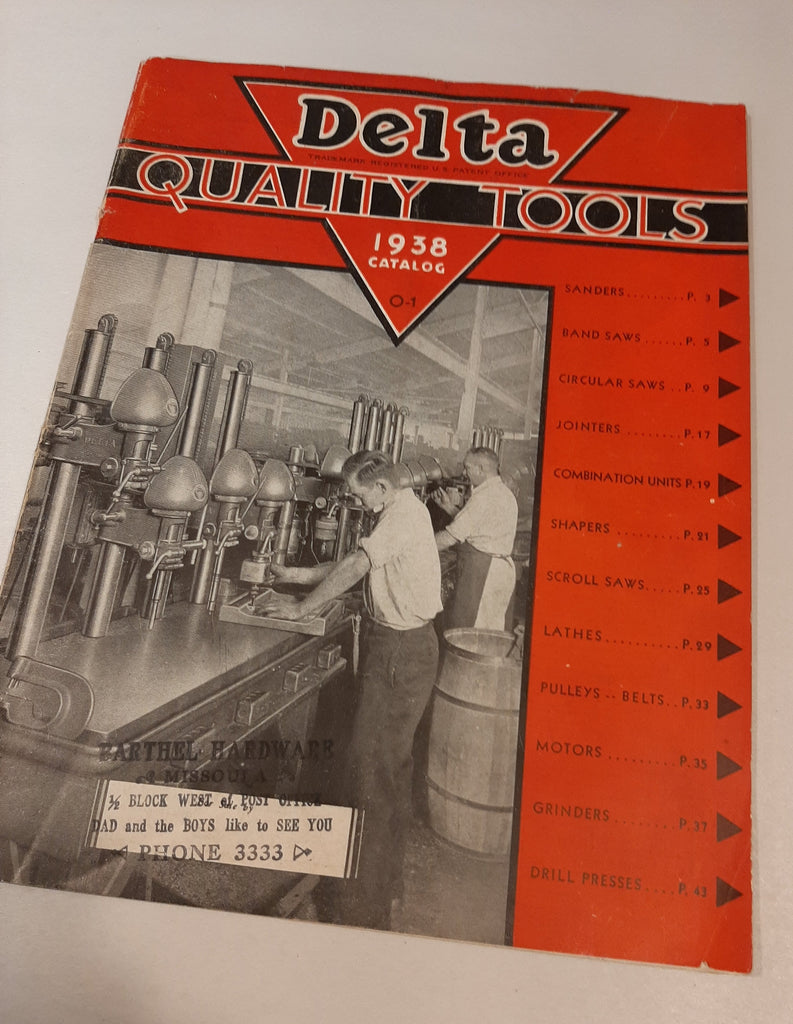 Delta
TRADEMARK REGISTERED U.S. PATENT OFFICE
QUALITY TOOLS
1938
CATALOG
O-1
SANDERS.........P. 3
BAND SAWS......P. 5
CIRCULAR SAWS..P. 9
JOINTERS........P.17
COMBINATION UNITS P.19
SHAPERS.........P.21
SCROLL SAWS.....P.25
LATHES..........P.29
PULLEYS -- BELTS..P.33
MOTORS.........P.35
GRINDERS........P.37
DRILL PRESSES....P.43
DELTA
BARTHEL HARDWARE
MISSOULA
½ BLOCK WEST of POST OFFICE
Sale by
DAD and the BOYS like to SEE YOU
PHONE 3333